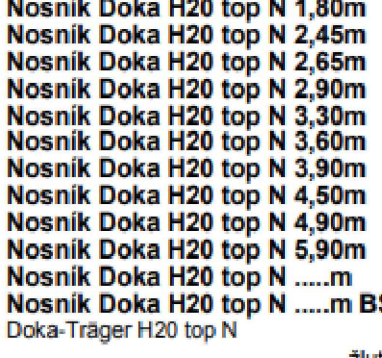 Nosník Doka H20 top N 1,80m
Nosník Doka H20 top N 2,45m
Nosník Doka H20 top N 2,65m
Nosník Doka H20 top N 2,90m
Nosník Doka H20 top N 3,30m
Nosník Doka H20 top N 3,60m
Nosník Doka H20 top N 3,90m
Nosník Doka H20 top N 4,50m
Nosník Doka H20 top N 4,90m
Nosník Doka H20 top N 5,90m
Nosník Doka H20 top N .....m
Nosník Doka H20 top N .....m BS
Doka-Träger H20 top N